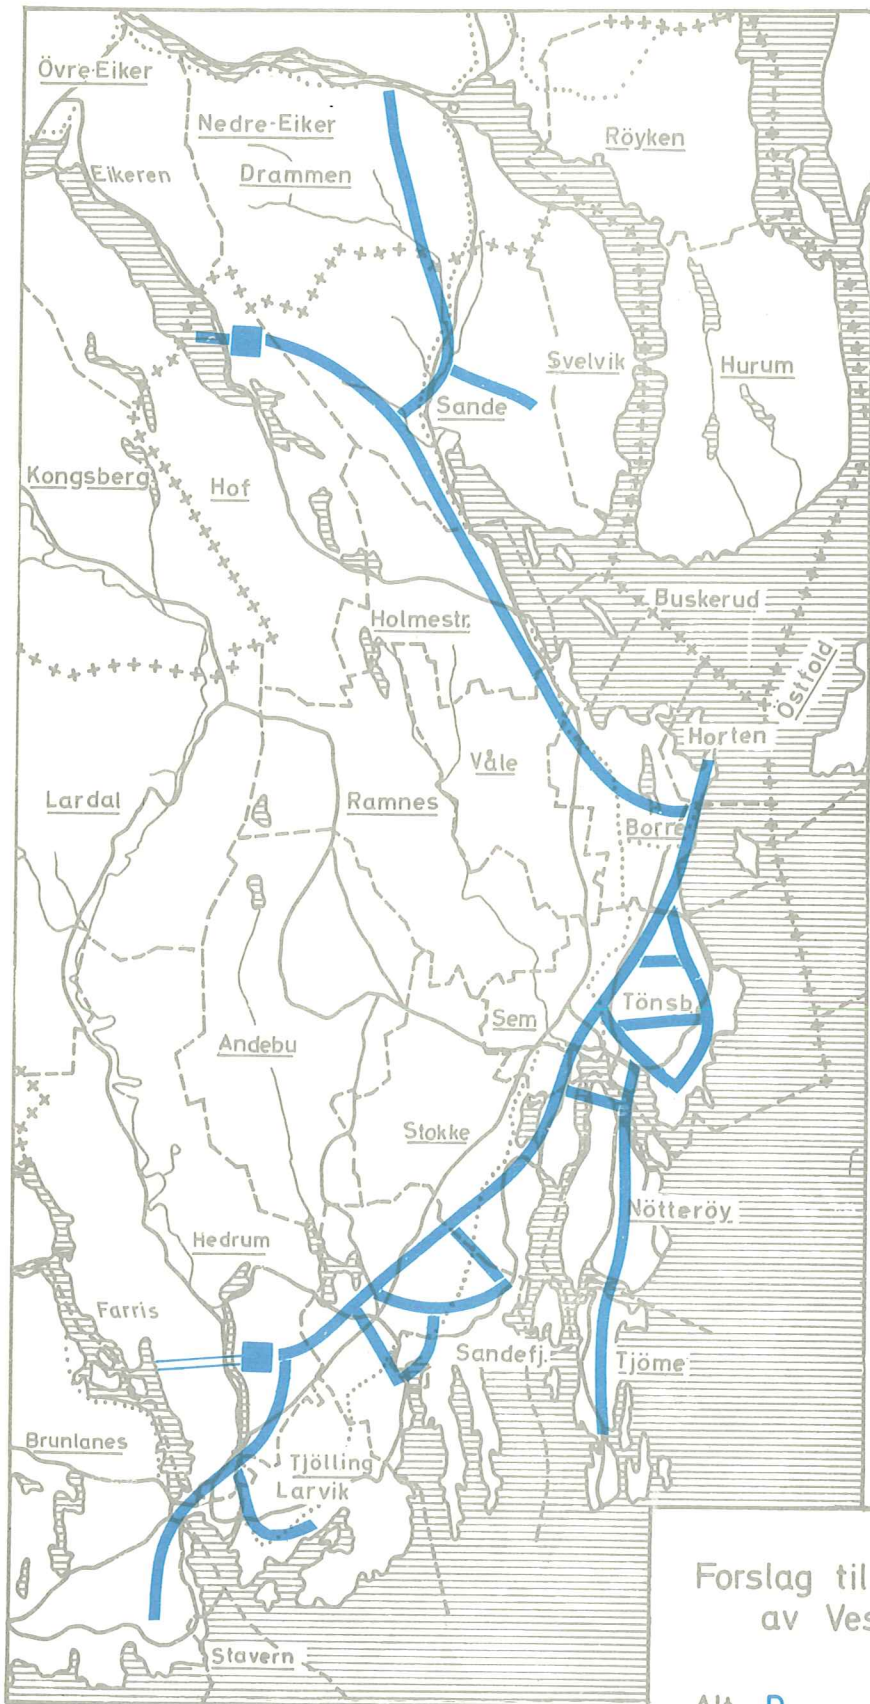 Övre-Eiker
Nedre-Eiker
Röyken
Eikeren
Drammen
Svelvik
Hurum
Sande
Kongsberg
Hof
Buskerud
Holmestr.
Östfold
Horten
Våle
Lardal
Ramnes
Borre
Tönsb.
Sem
Andebu
Stokke
Nötteröy
Hedrum
Farris
Sandefj.
Tjöme
Brunlanes
Tjölling
Larvik
Forslag til
av Ves
Stavern
Alt. D